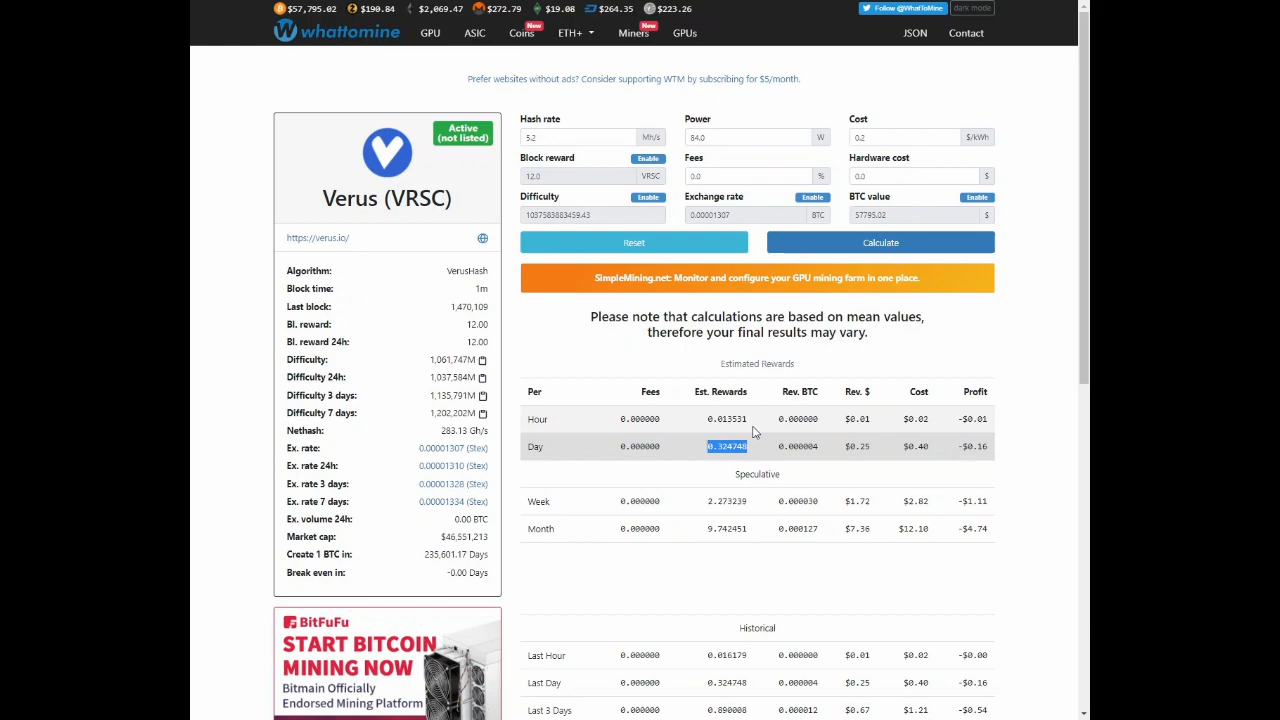 $57,795.02 $190.84 $2,069.47 $272.79 $19.08 $264.35 $223.26 Follow @WhatToMine dark mode
whattomine GPU ASIC Coins New ETH+ Miners New GPUs JSON Contact
Prefer websites without ads? Consider supporting WTM by subscribing for $5/month.
Active
(not listed)
Verus (VRSC)
https://verus.io/
Algorithm: VerusHash
Block time: 1m
Last block: 1,470,109
Bl. reward: 12.00
Bl. reward 24h: 12.00
Difficulty: 1,061,747M
Difficulty 24h: 1,037,584M
Difficulty 3 days: 1,135,791M
Difficulty 7 days: 1,202,202M
Nethash: 283.13 Gh/s
Ex. rate: 0.00001307 (Stex)
Ex. rate 24h: 0.00001310 (Stex)
Ex. rate 3 days: 0.00001328 (Stex)
Ex. rate 7 days: 0.00001334 (Stex)
Ex. volume 24h: 0.00 BTC
Market cap: $46,551,213
Create 1 BTC in: 235,601.17 Days
Break even in: -0.00 Days
BitFuFu
START BITCOIN
MINING NOW
Bitmain Officially
Endorsed Mining Platform
Hash rate Power Cost
5.2 Mh/s 84.0 W 0.2 $/kWh
Block reward Enable Fees Hardware cost
12.0 VRSC 0.0 % 0.0 $
Difficulty Enable Exchange rate Enable BTC value Enable
1037583883459.43 0.00001307 BTC 57795.02 $
Reset Calculate
SimpleMining.net: Monitor and configure your GPU mining farm in one place.
Please note that calculations are based on mean values,
therefore your final results may vary.
Estimated Rewards
Per Fees Est. Rewards Rev. BTC Rev. $ Cost Profit
Hour 0.000000 0.013531 0.000000 $0.01 $0.02 -$0.01
Day 0.000000 0.324748 0.000004 $0.25 $0.40 -$0.16
Speculative
Week 0.000000 2.273239 0.000030 $1.72 $2.82 -$1.11
Month 0.000000 9.742451 0.000127 $7.36 $12.10 -$4.74
Historical
Last Hour 0.000000 0.016179 0.000000 $0.01 $0.02 -$0.00
Last Day 0.000000 0.324748 0.000004 $0.25 $0.40 -$0.16
Last 3 Days 0.000000 0.890008 0.000012 $0.67 $1.21 -$0.54